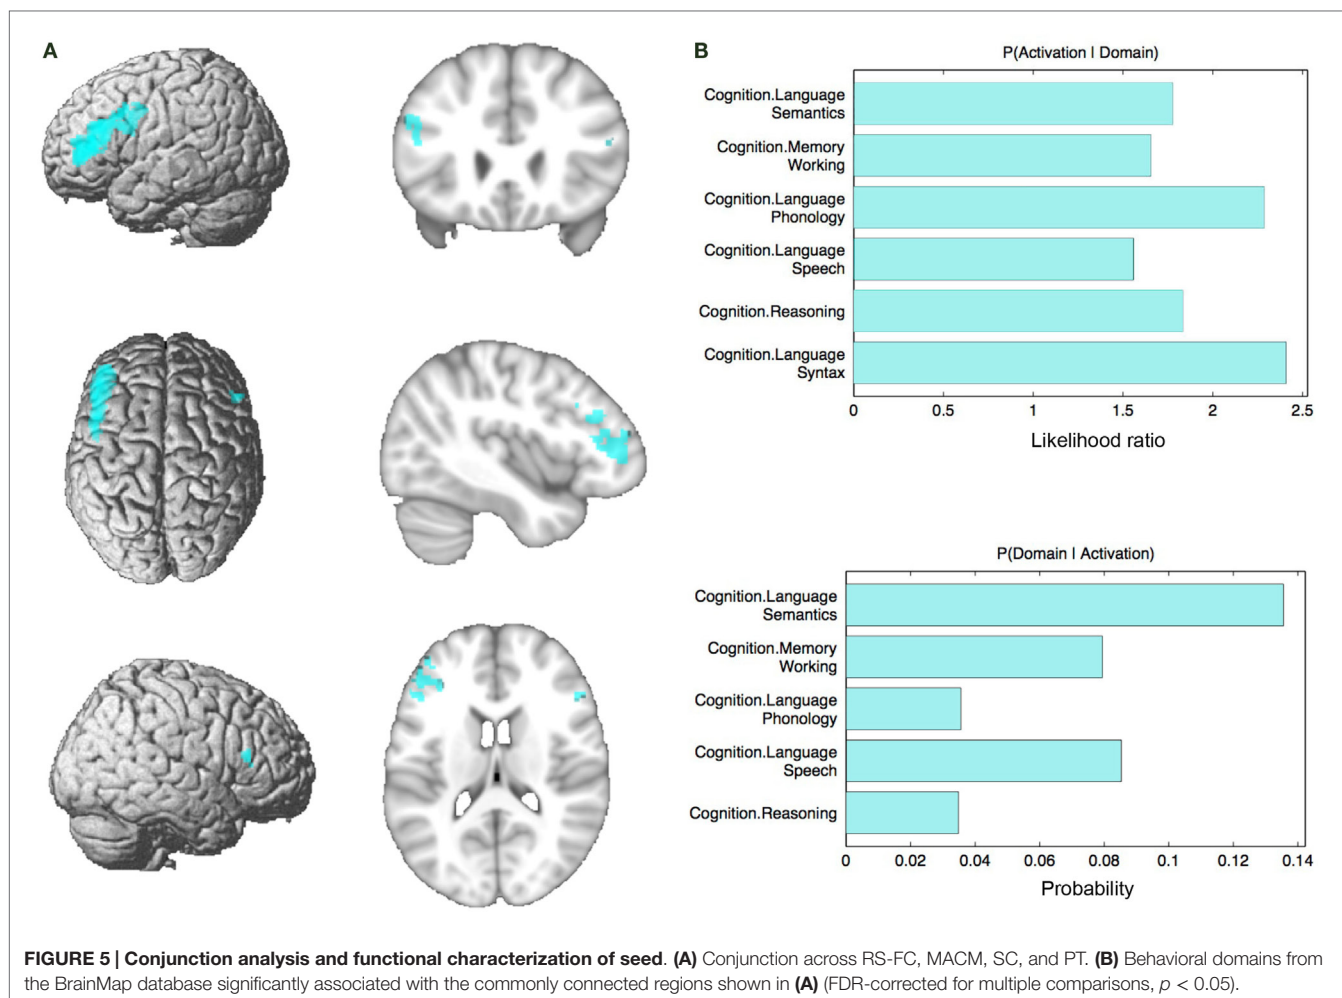 A
B
P(Activation | Domain)
Cognition.Language
Semantics
Cognition.Memory
Working
Cognition.Language
Phonology
Cognition.Language
Speech
Cognition.Reasoning
Cognition.Language
Syntax
0 0.5 1 1.5 2 2.5
Likelihood ratio
P(Domain | Activation)
Cognition.Language
Semantics
Cognition.Memory
Working
Cognition.Language
Phonology
Cognition.Language
Speech
Cognition.Reasoning
0 0.02 0.04 0.06 0.08 0.1 0.12 0.14
Probability
FIGURE 5 | Conjunction analysis and functional characterization of seed. (A) Conjunction across RS-FC, MACM, SC, and PT. (B) Behavioral domains from
the BrainMap database significantly associated with the commonly connected regions shown in (A) (FDR-corrected for multiple comparisons, p < 0.05).